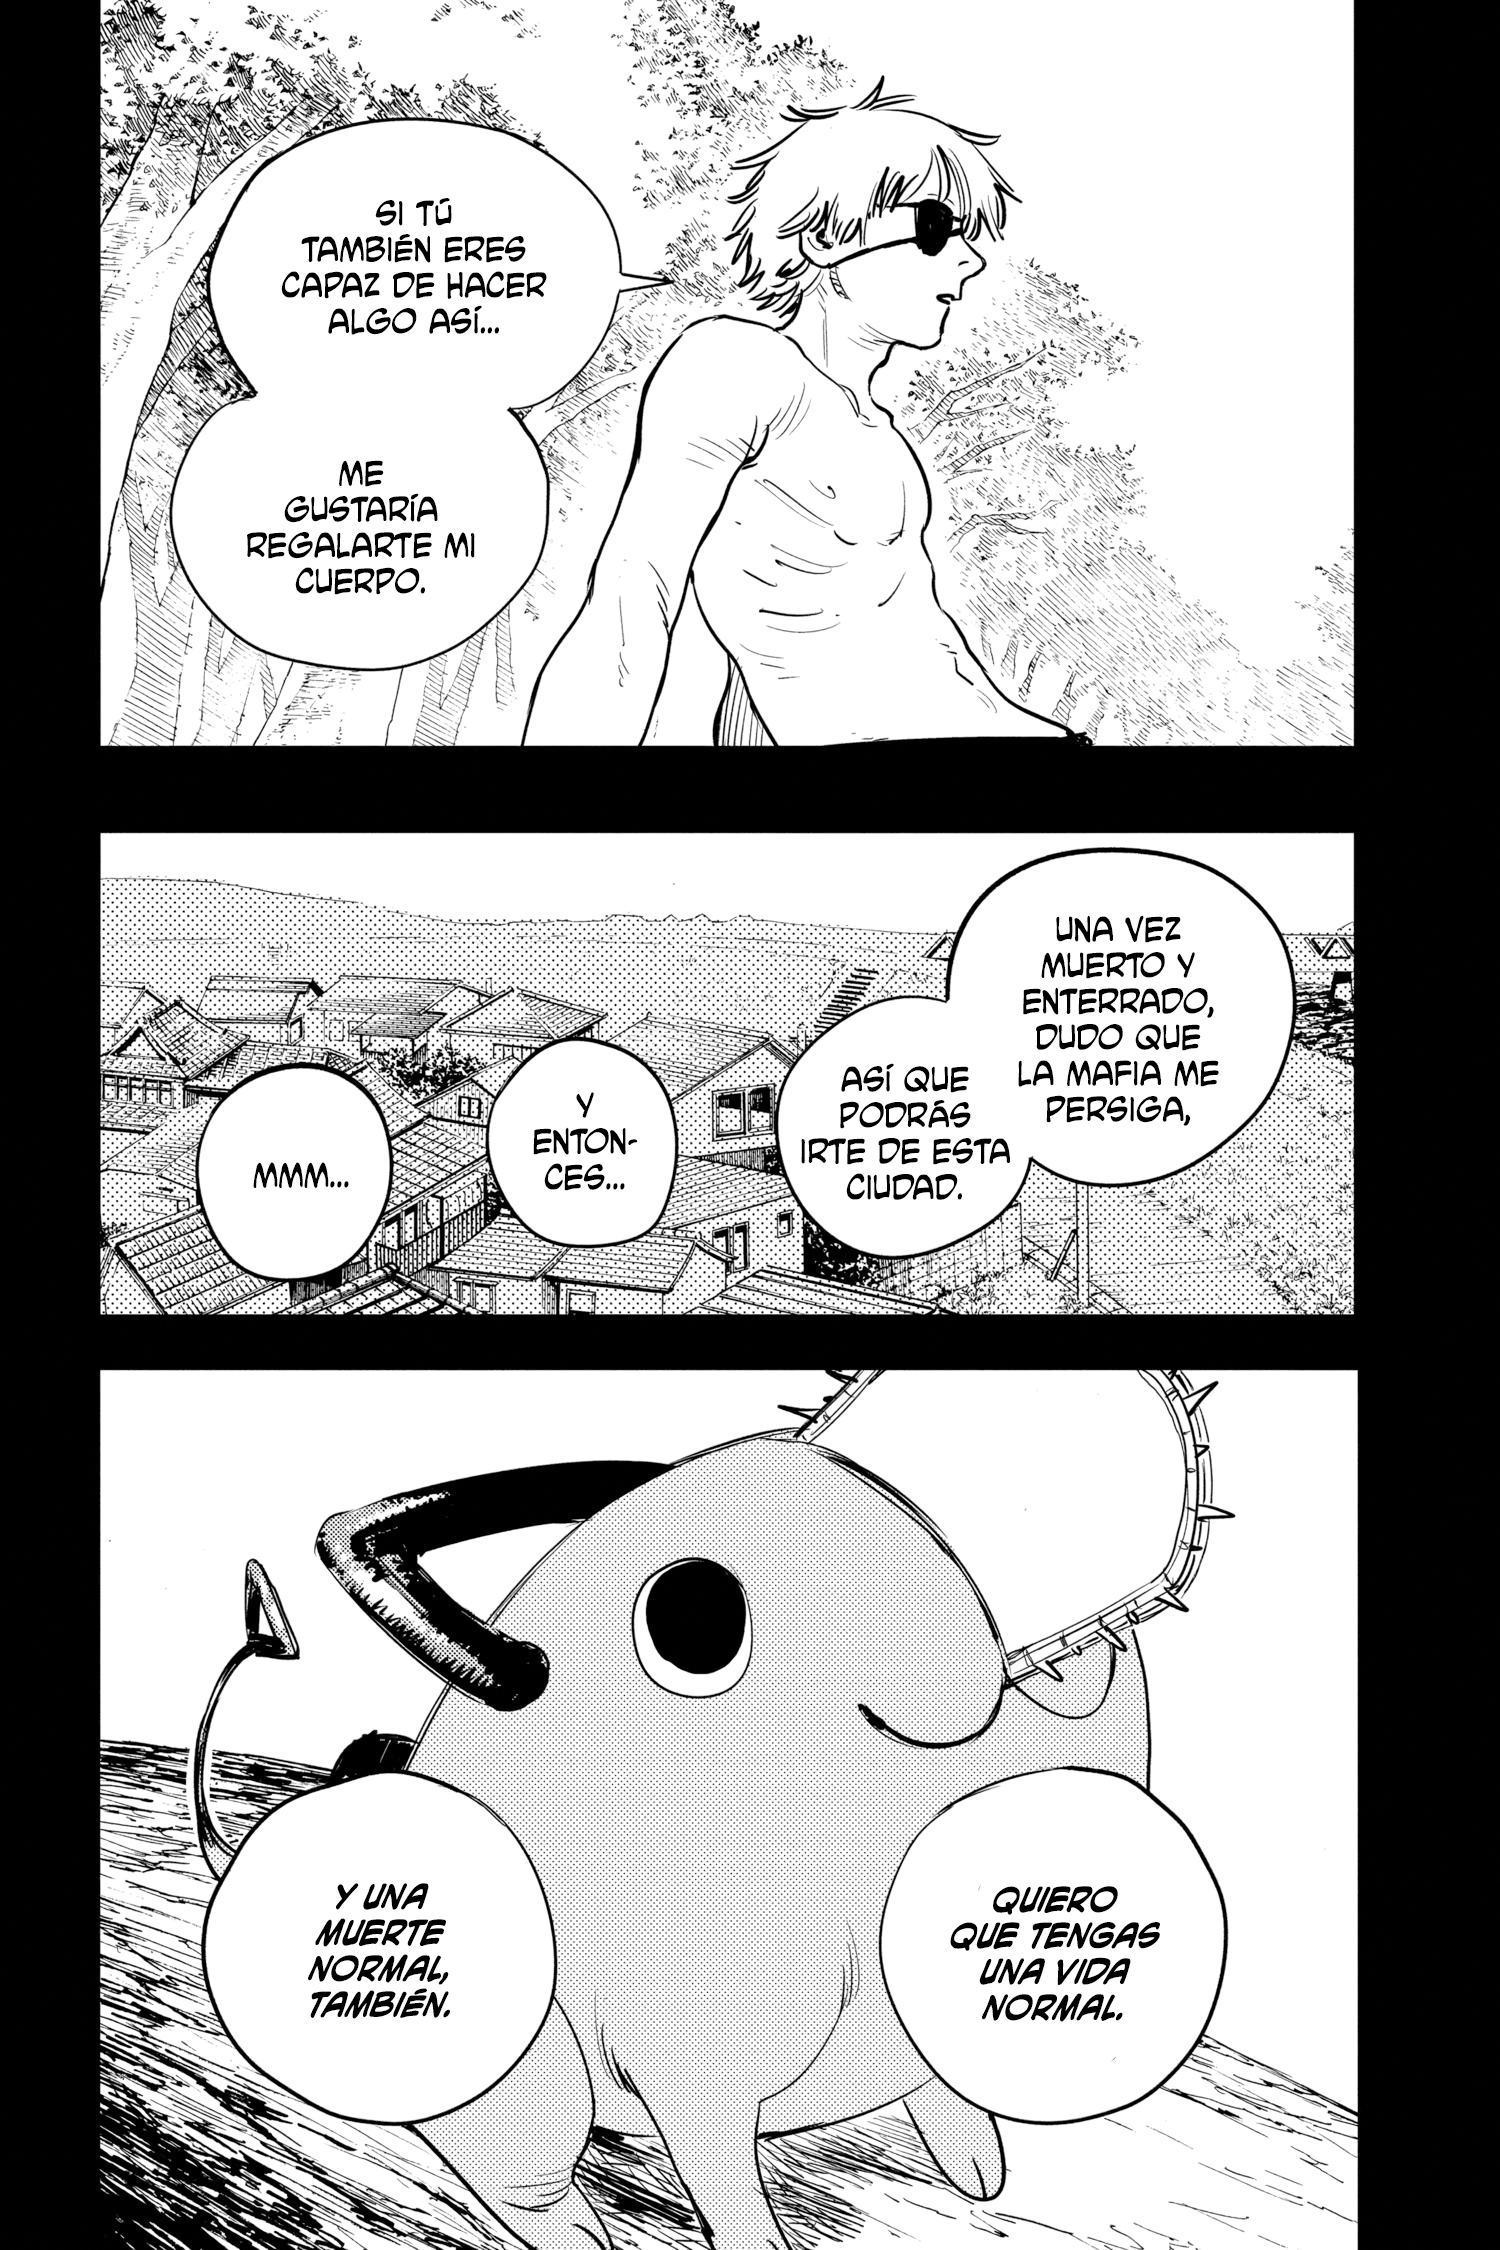 SI TÚ
TAMBIÉN ERES
CAPAZ DE HACER
ALGO ASÍ...
ME
GUSTARÍA
REGALARTE MI
CUERPO.
UNA VEZ
MUERTO Y
ENTERRADO,
DUDO QUE
LA MAFIA ME
PERSIGA,
ASÍ QUE
PODRÁS
IRTE DE ESTA
CIUDAD.
Y
ENTON-
CES...
MMM...
QUIERO
QUE TENGAS
UNA VIDA
NORMAL.
Y UNA
MUERTE
NORMAL,
TAMBIÉN.